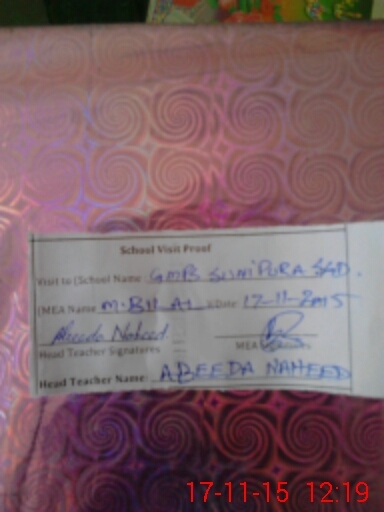 School Visit Proof
Visit to (School Name: GMPS SUNIPURA SGD.
(MEA Name M.BILAL )Date: 17-11-2015
Abeeda Naheed
Head Teacher Signatures MEA
Head Teacher Name: ABEEDA NAHEED
17-11-15 12:19